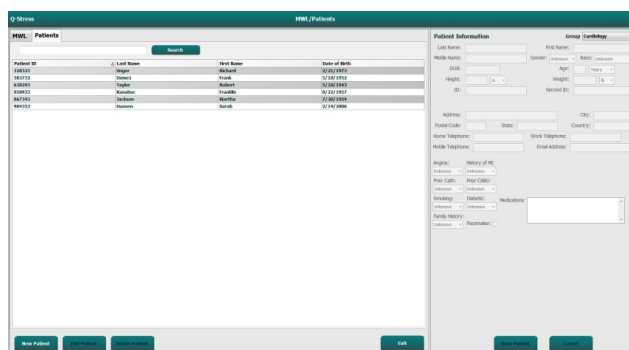 Q-Stress MWL/Patients
MWL Patients
Search
Patient ID Last Name First Name Date of Birth
328323 Unger Richard 2/21/1973
383732 Demo1 Frank 5/18/1952
630293 Taylor Robert 5/18/1943
858923 Kanabec Franklin 8/22/1957
867343 Jackson Martha 7/30/1954
984353 Hansen Sarah 2/14/2006
New Patient Edit Patient Delete Patient Exit
Patient Information Group Cardiology
Last Name: First Name:
Middle Name: Gender: Unknown Race: Unknown
DOB: Age: Years
Height: in Weight: lb
ID: Second ID:
Address: City:
Postal Code: State: Country:
Home Telephone: Work Telephone:
Mobile Telephone: Email Address:
Angina: History of MI:
Unknown Unknown
Prior Cath: Prior CABG:
Unknown Unknown
Smoking: Diabetic: Medications:
Unknown Unknown
Family History:
Unknown Pacemaker:
Save Patient Cancel